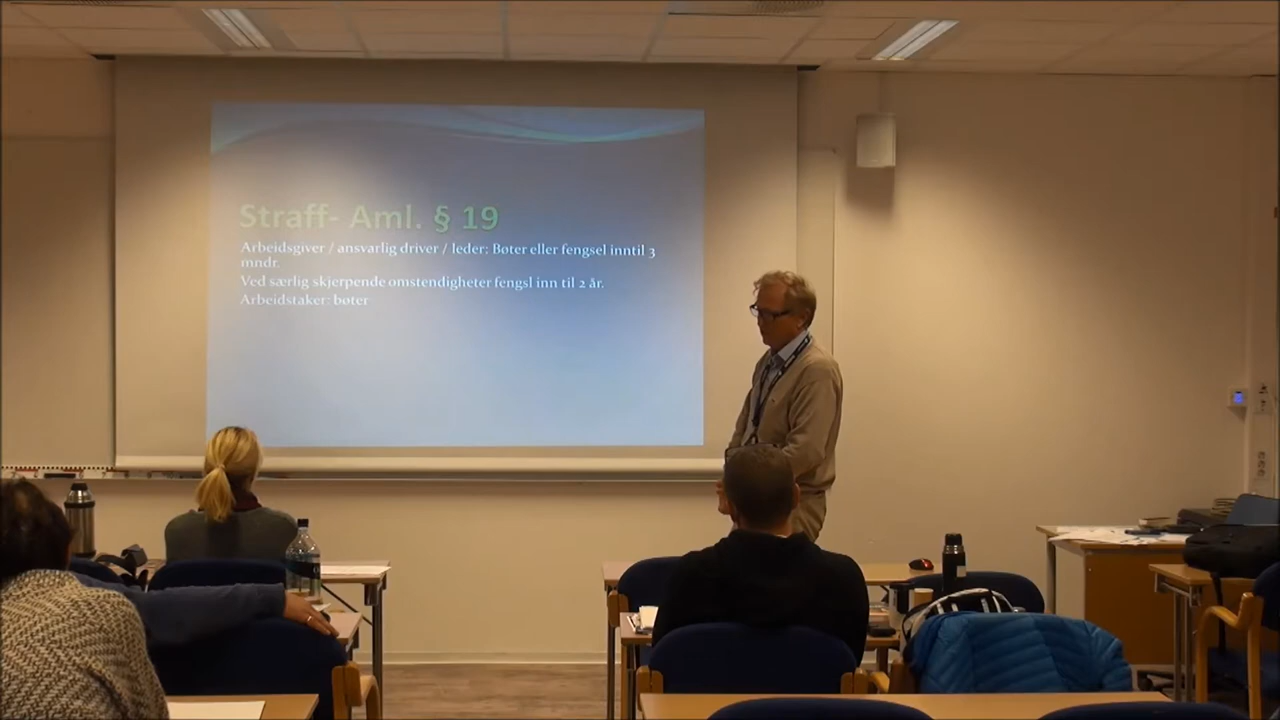 Straff- Aml. § 19
Arbeidsgiver / ansvarlig driver / leder: Bøter eller fengsel inntil 3
mndr.
Ved særlig skjerpende omstendigheter fengsl inn til 2 år.
Arbeidstaker: bøter